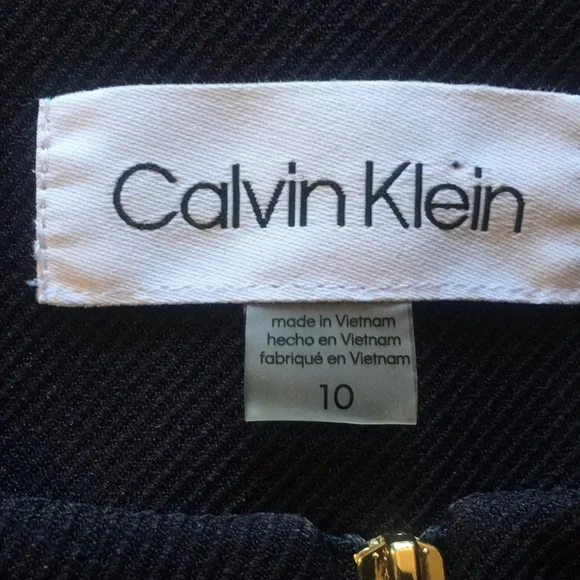 Calvin Klein
made in Vietnam
hecho en Vietnam
fabriqué en Vietnam
10